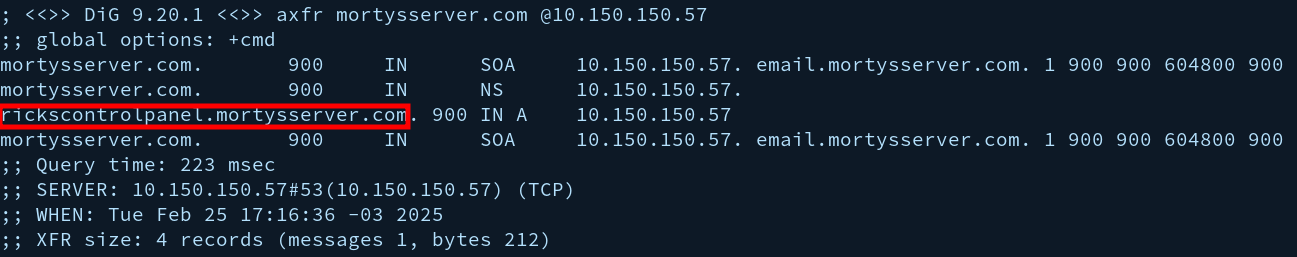 ; <<>> DiG 9.20.1 <<>> axfr mortysserver.com @10.150.150.57
;; global options: +cmd
mortysserver.com. 900 IN SOA 10.150.150.57. email.mortysserver.com. 1 900 900 604800 900
mortysserver.com. 900 IN NS 10.150.150.57.
rickscontrolpanel.mortysserver.com. 900 IN A 10.150.150.57
mortysserver.com. 900 IN SOA 10.150.150.57. email.mortysserver.com. 1 900 900 604800 900
;; Query time: 223 msec
;; SERVER: 10.150.150.57#53(10.150.150.57) (TCP)
;; WHEN: Tue Feb 25 17:16:36 -03 2025
;; XFR size: 4 records (messages 1, bytes 212)